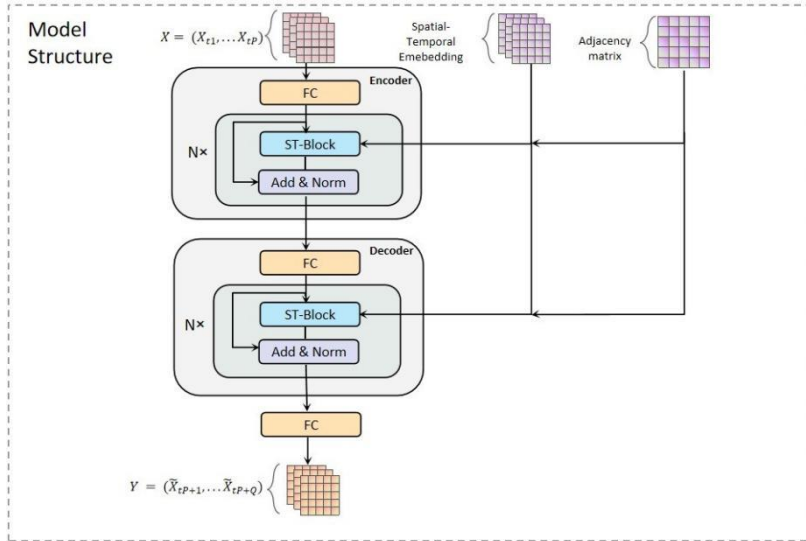 Model
Structure
X = (X_{t1}, ... X_{tP})
Spatial-
Temporal
Emebedding
Adjacency
matrix
Encoder
FC
N×
ST-Block
Add & Norm
Decoder
FC
N×
ST-Block
Add & Norm
FC
Y = (X̃_{tP+1}, ... X̃_{tP+Q})